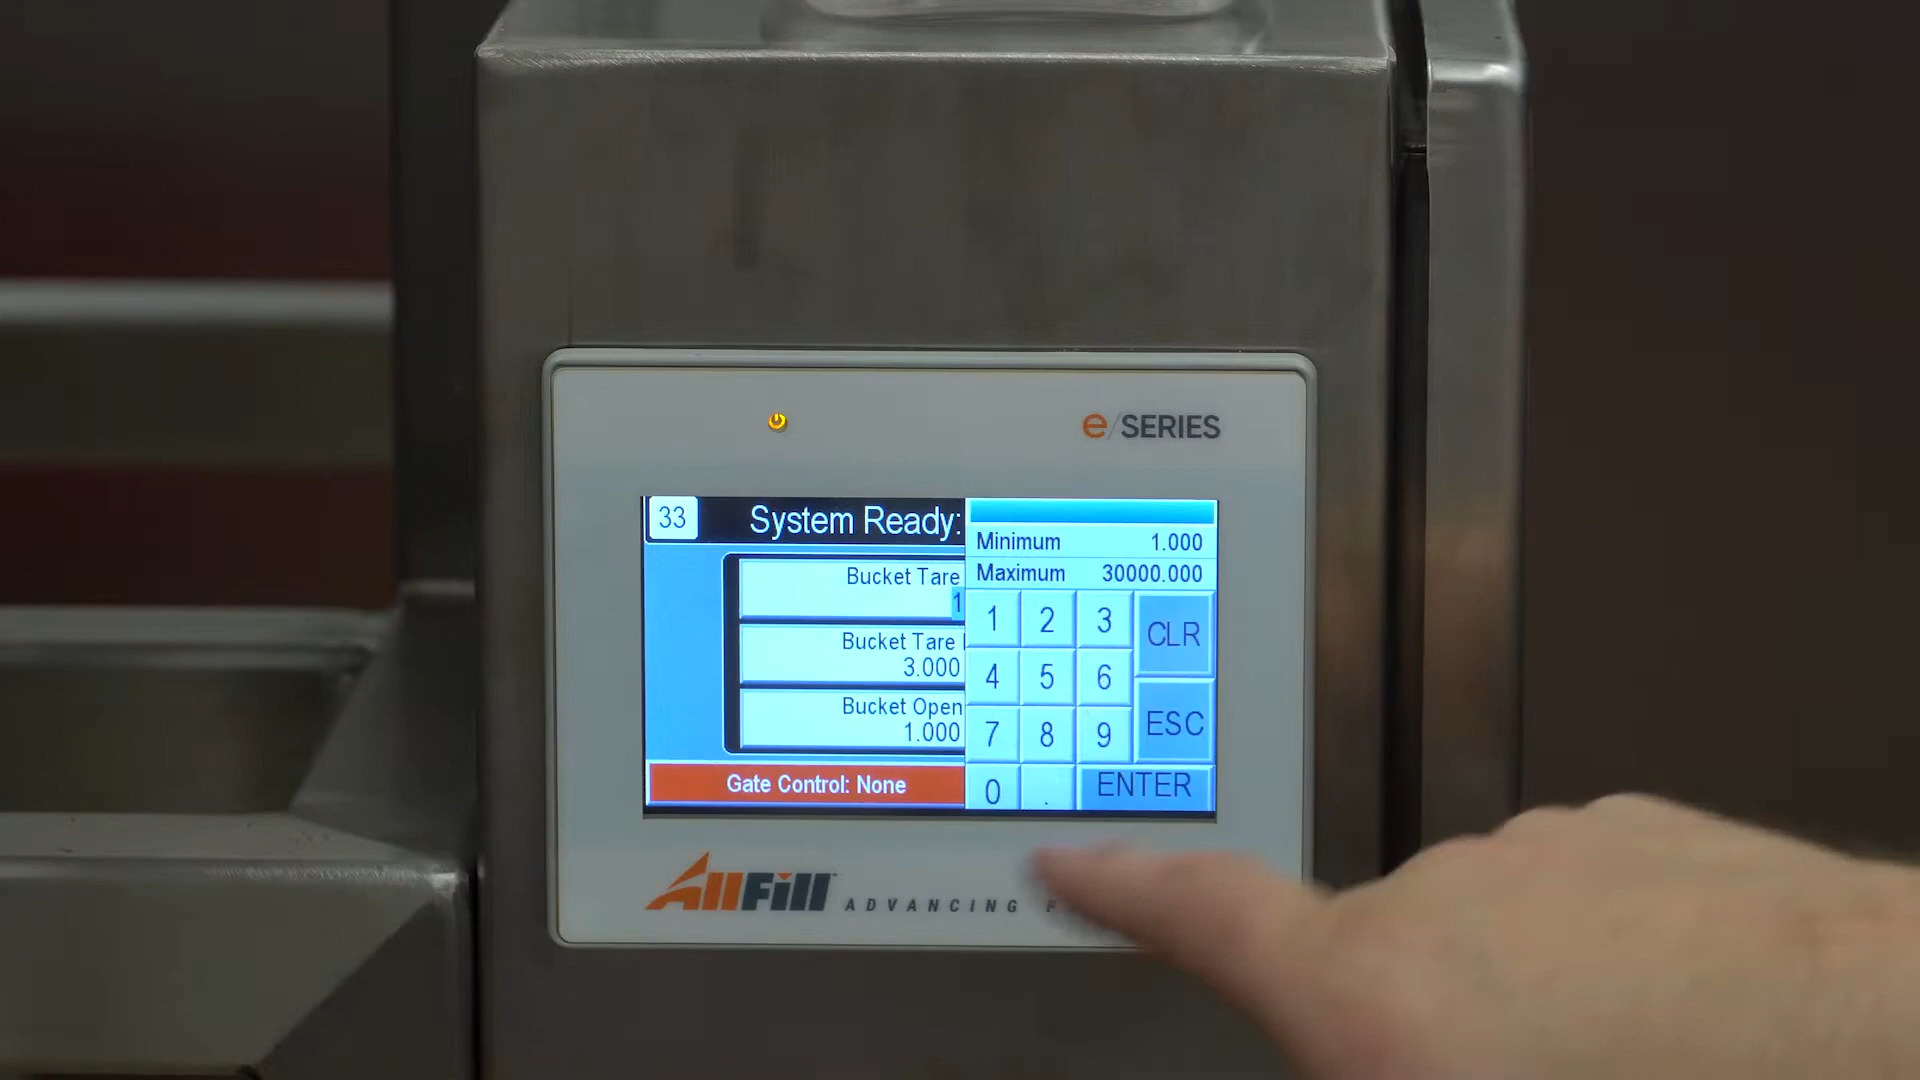 e/SERIES
33
System Ready:
Minimum 1.000
Maximum 30000.000
Bucket Tare
1
Bucket Tare
3.000
Bucket Open
1.000
Gate Control: None
1 2 3 CLR
4 5 6
7 8 9 ESC
0 . ENTER
AllFill
ADVANCING